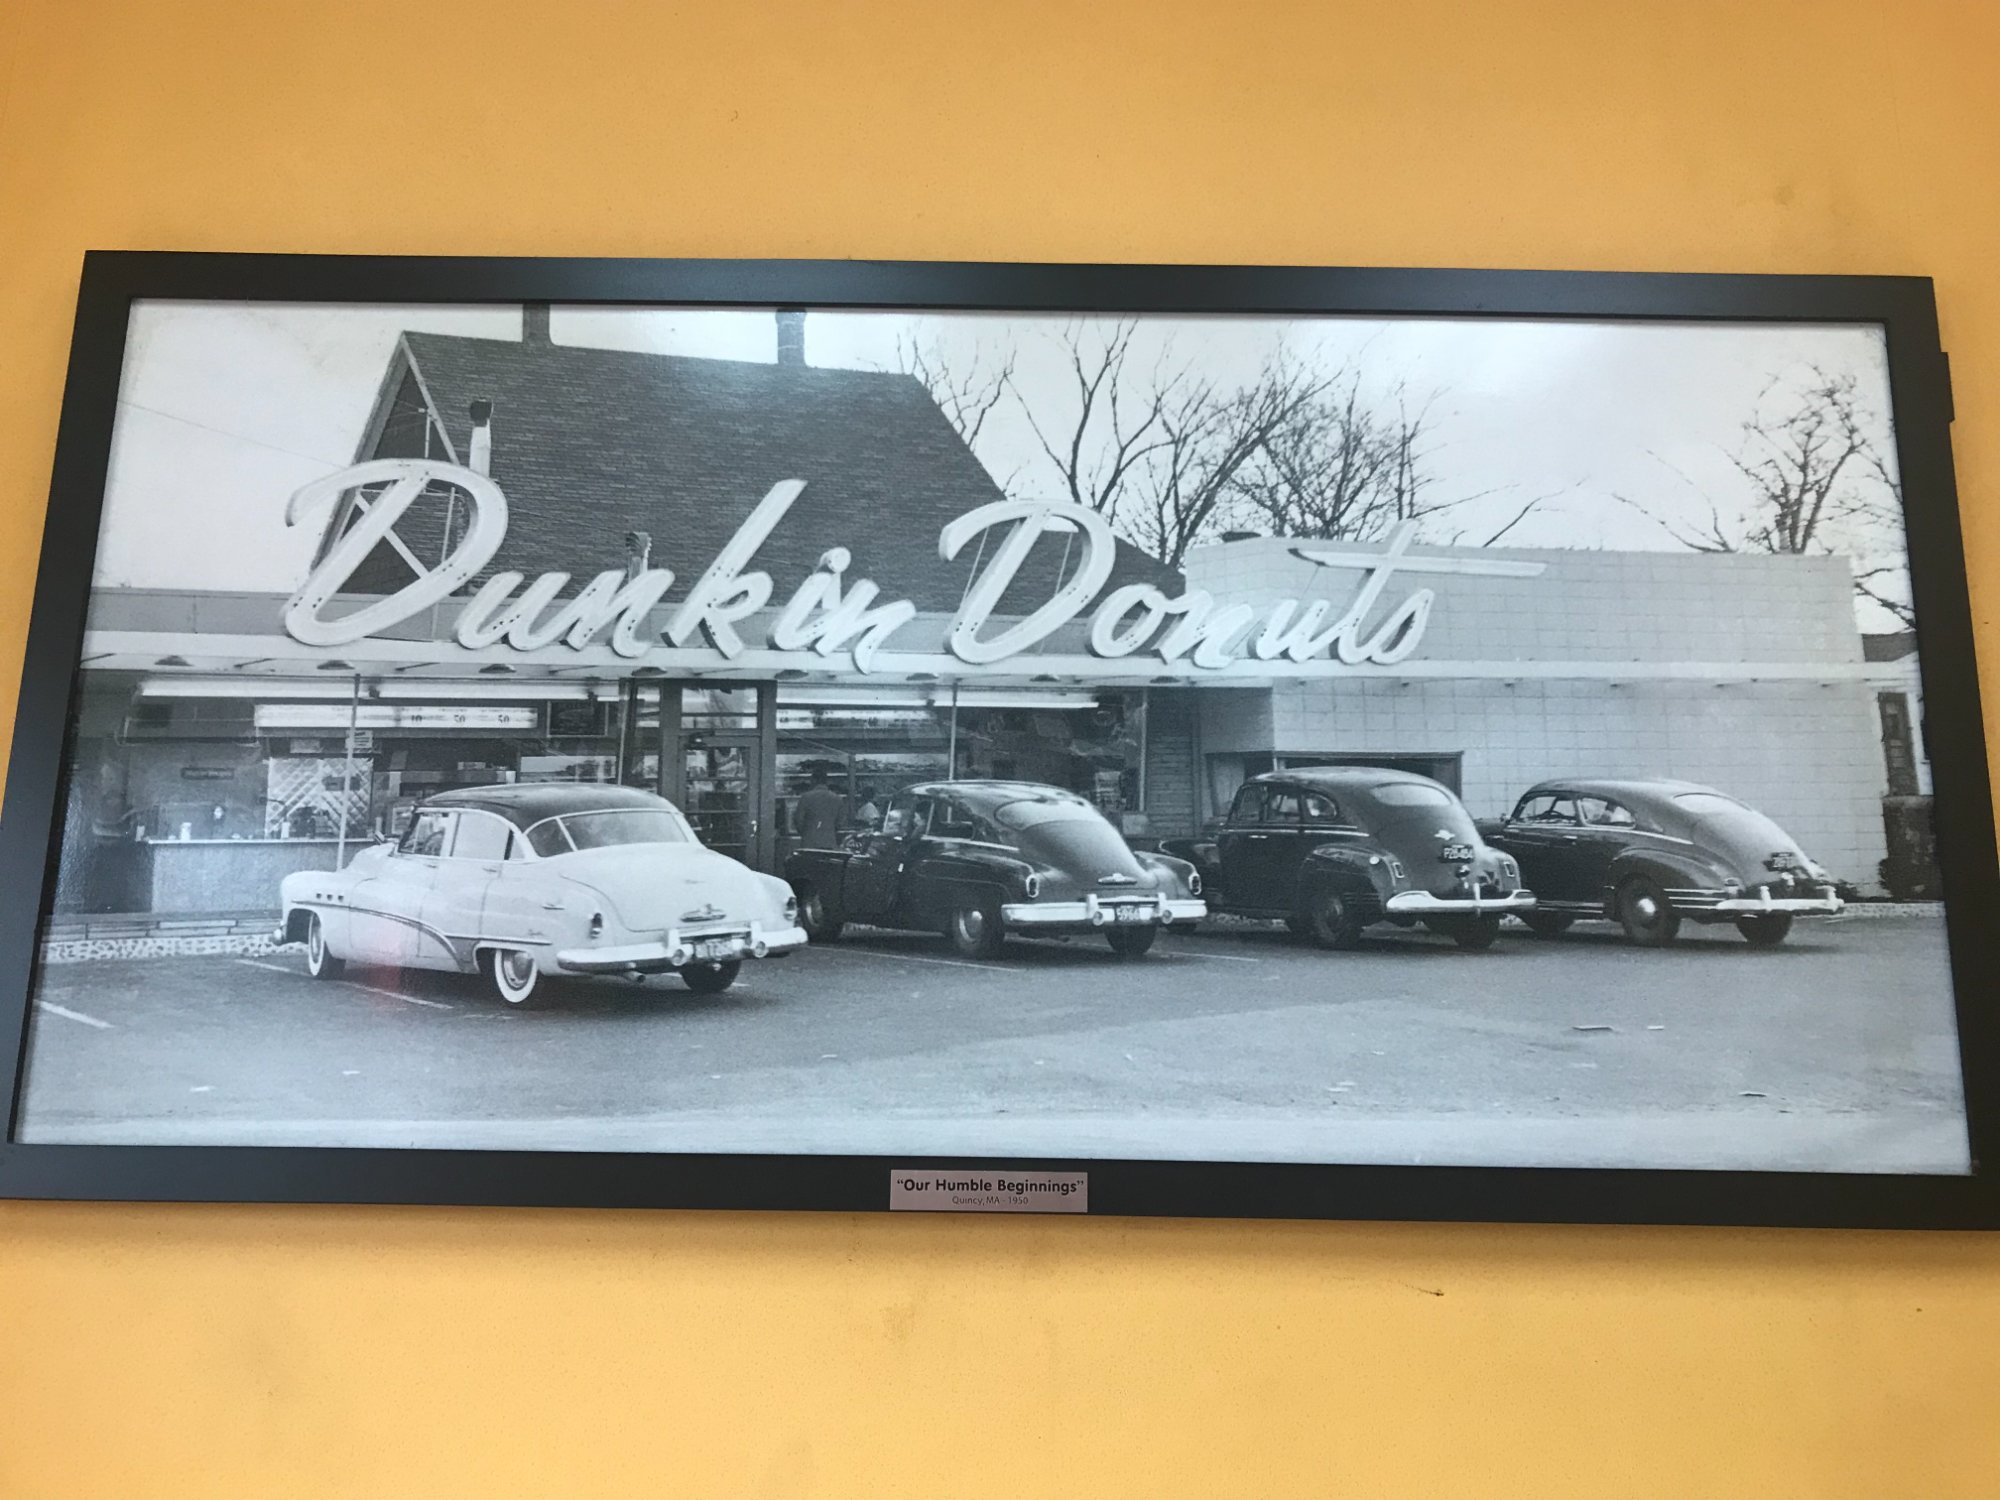 Dunkin Donuts
"Our Humble Beginnings"
Quincy, MA - 1950